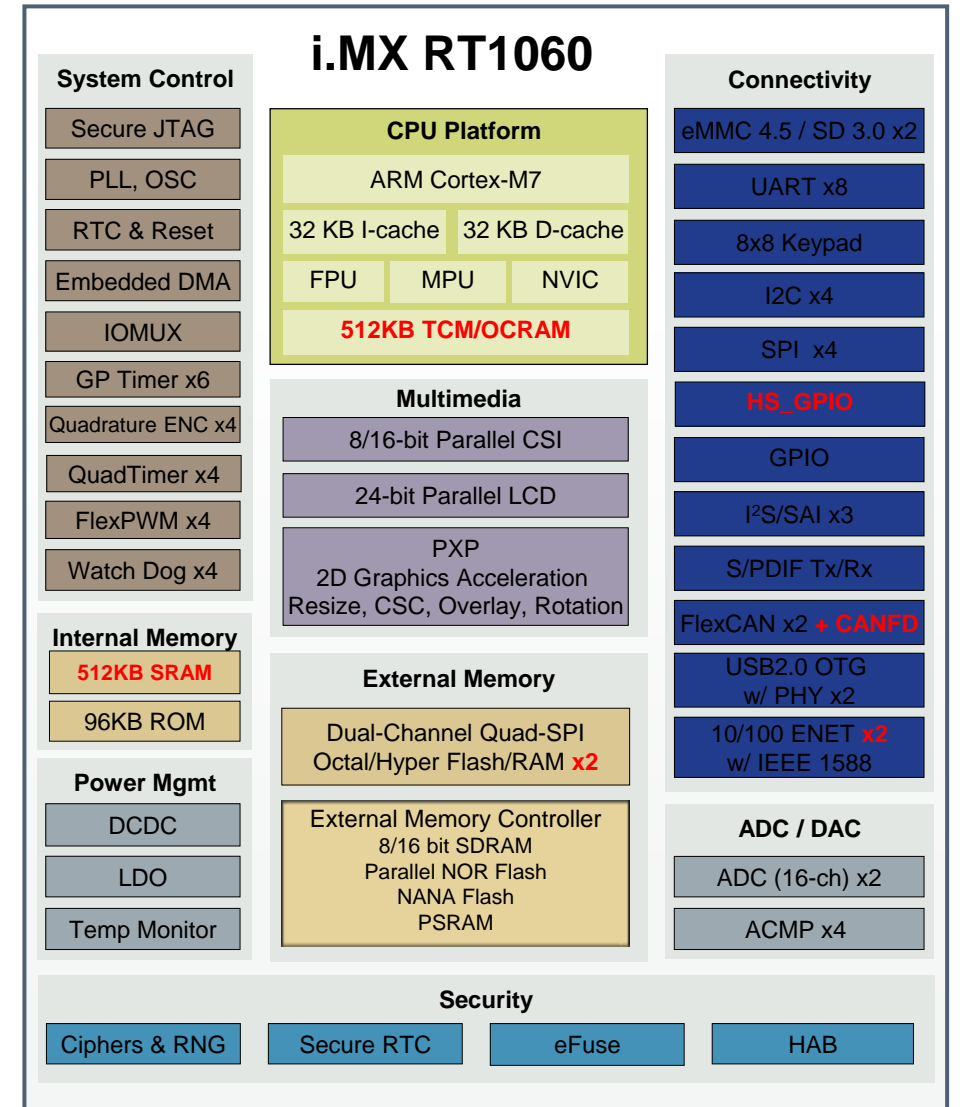 i.MX RT1060
System Control
Secure JTAG
PLL, OSC
RTC & Reset
Embedded DMA
IOMUX
GP Timer x6
Quadrature ENC x4
QuadTimer x4
FlexPWM x4
Watch Dog x4
Internal Memory
512KB SRAM
96KB ROM
Power Mgmt
DCDC
LDO
Temp Monitor
CPU Platform
ARM Cortex-M7
32 KB I-cache 32 KB D-cache
FPU MPU NVIC
512KB TCM/OCRAM
Multimedia
8/16-bit Parallel CSI
24-bit Parallel LCD
PXP
2D Graphics Acceleration
Resize, CSC, Overlay, Rotation
External Memory
Dual-Channel Quad-SPI
Octal/Hyper Flash/RAM x2
External Memory Controller
8/16 bit SDRAM
Parallel NOR Flash
NANA Flash
PSRAM
Connectivity
eMMC 4.5 / SD 3.0 x2
UART x8
8x8 Keypad
I2C x4
SPI x4
HS_GPIO
GPIO
I²S/SAI x3
S/PDIF Tx/Rx
FlexCAN x2 + CANFD
USB2.0 OTG
w/ PHY x2
10/100 ENET x2
w/ IEEE 1588
ADC / DAC
ADC (16-ch) x2
ACMP x4
Security
Ciphers & RNG Secure RTC eFuse HAB